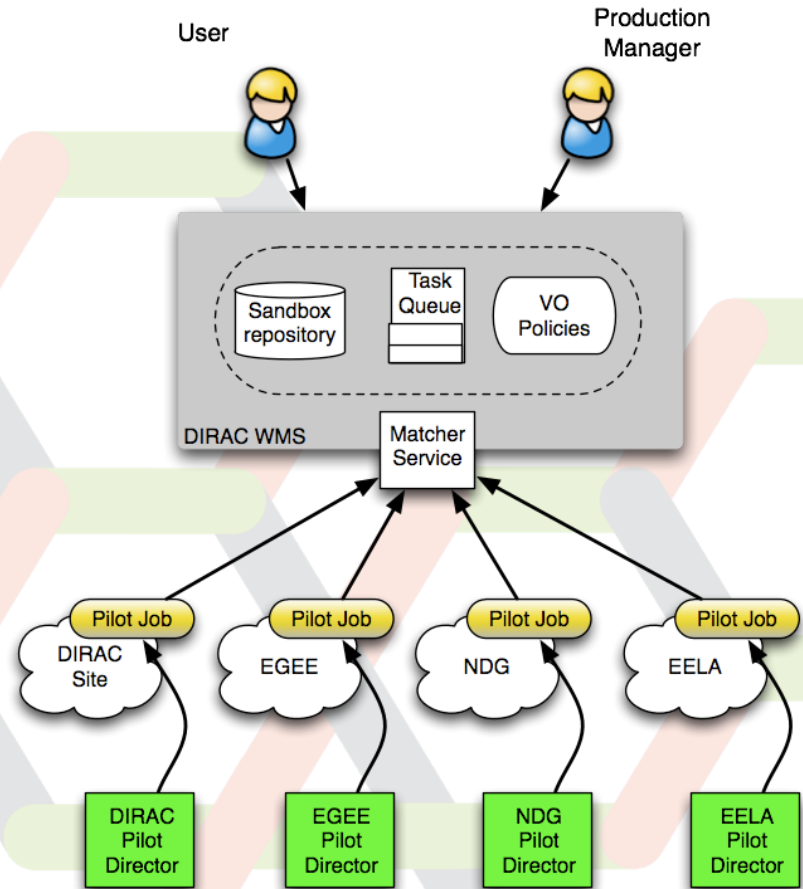 User
Production
Manager
Sandbox
repository
Task
Queue
VO
Policies
DIRAC WMS
Matcher
Service
Pilot Job
DIRAC
Site
Pilot Job
EGEE
Pilot Job
NDG
Pilot Job
EELA
DIRAC
Pilot
Director
EGEE
Pilot
Director
NDG
Pilot
Director
EELA
Pilot
Director